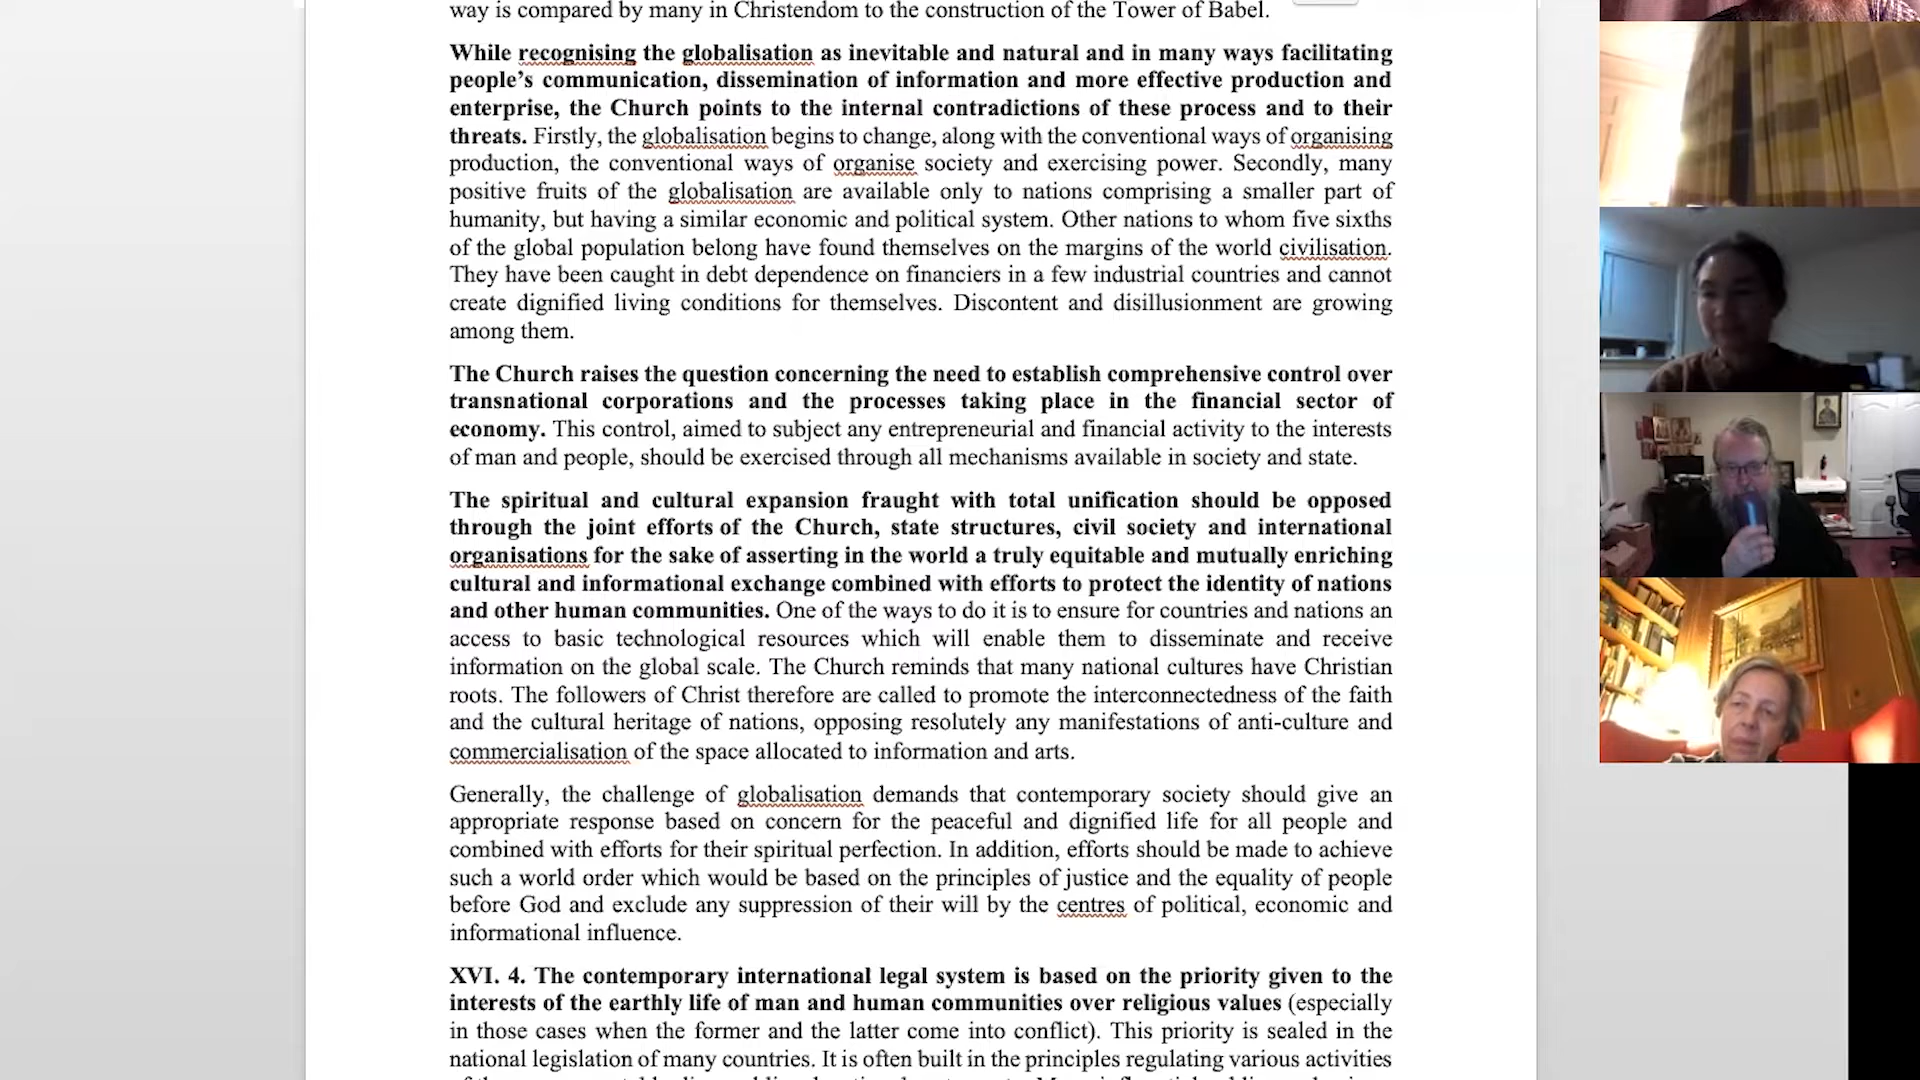 way is compared by many in Christendom to the construction of the Tower of Babel.
While recognising the globalisation as inevitable and natural and in many ways facilitating
people's communication, dissemination of information and more effective production and
enterprise, the Church points to the internal contradictions of these process and to their
threats. Firstly, the globalisation begins to change, along with the conventional ways of organising
production, the conventional ways of organise society and exercising power. Secondly, many
positive fruits of the globalisation are available only to nations comprising a smaller part of
humanity, but having a similar economic and political system. Other nations to whom five sixths
of the global population belong have found themselves on the margins of the world civilisation.
They have been caught in debt dependence on financiers in a few industrial countries and cannot
create dignified living conditions for themselves. Discontent and disillusionment are growing
among them.
The Church raises the question concerning the need to establish comprehensive control over
transnational corporations and the processes taking place in the financial sector of
economy. This control, aimed to subject any entrepreneurial and financial activity to the interests
of man and people, should be exercised through all mechanisms available in society and state.
The spiritual and cultural expansion fraught with total unification should be opposed
through the joint efforts of the Church, state structures, civil society and international
organisations for the sake of asserting in the world a truly equitable and mutually enriching
cultural and informational exchange combined with efforts to protect the identity of nations
and other human communities. One of the ways to do it is to ensure for countries and nations an
access to basic technological resources which will enable them to disseminate and receive
information on the global scale. The Church reminds that many national cultures have Christian
roots. The followers of Christ therefore are called to promote the interconnectedness of the faith
and the cultural heritage of nations, opposing resolutely any manifestations of anti-culture and
commercialisation of the space allocated to information and arts.
Generally, the challenge of globalisation demands that contemporary society should give an
appropriate response based on concern for the peaceful and dignified life for all people and
combined with efforts for their spiritual perfection. In addition, efforts should be made to achieve
such a world order which would be based on the principles of justice and the equality of people
before God and exclude any suppression of their will by the centres of political, economic and
informational influence.
XVI. 4. The contemporary international legal system is based on the priority given to the
interests of the earthly life of man and human communities over religious values (especially
in those cases when the former and the latter come into conflict). This priority is sealed in the
national legislation of many countries. It is often built in the principles regulating various activities